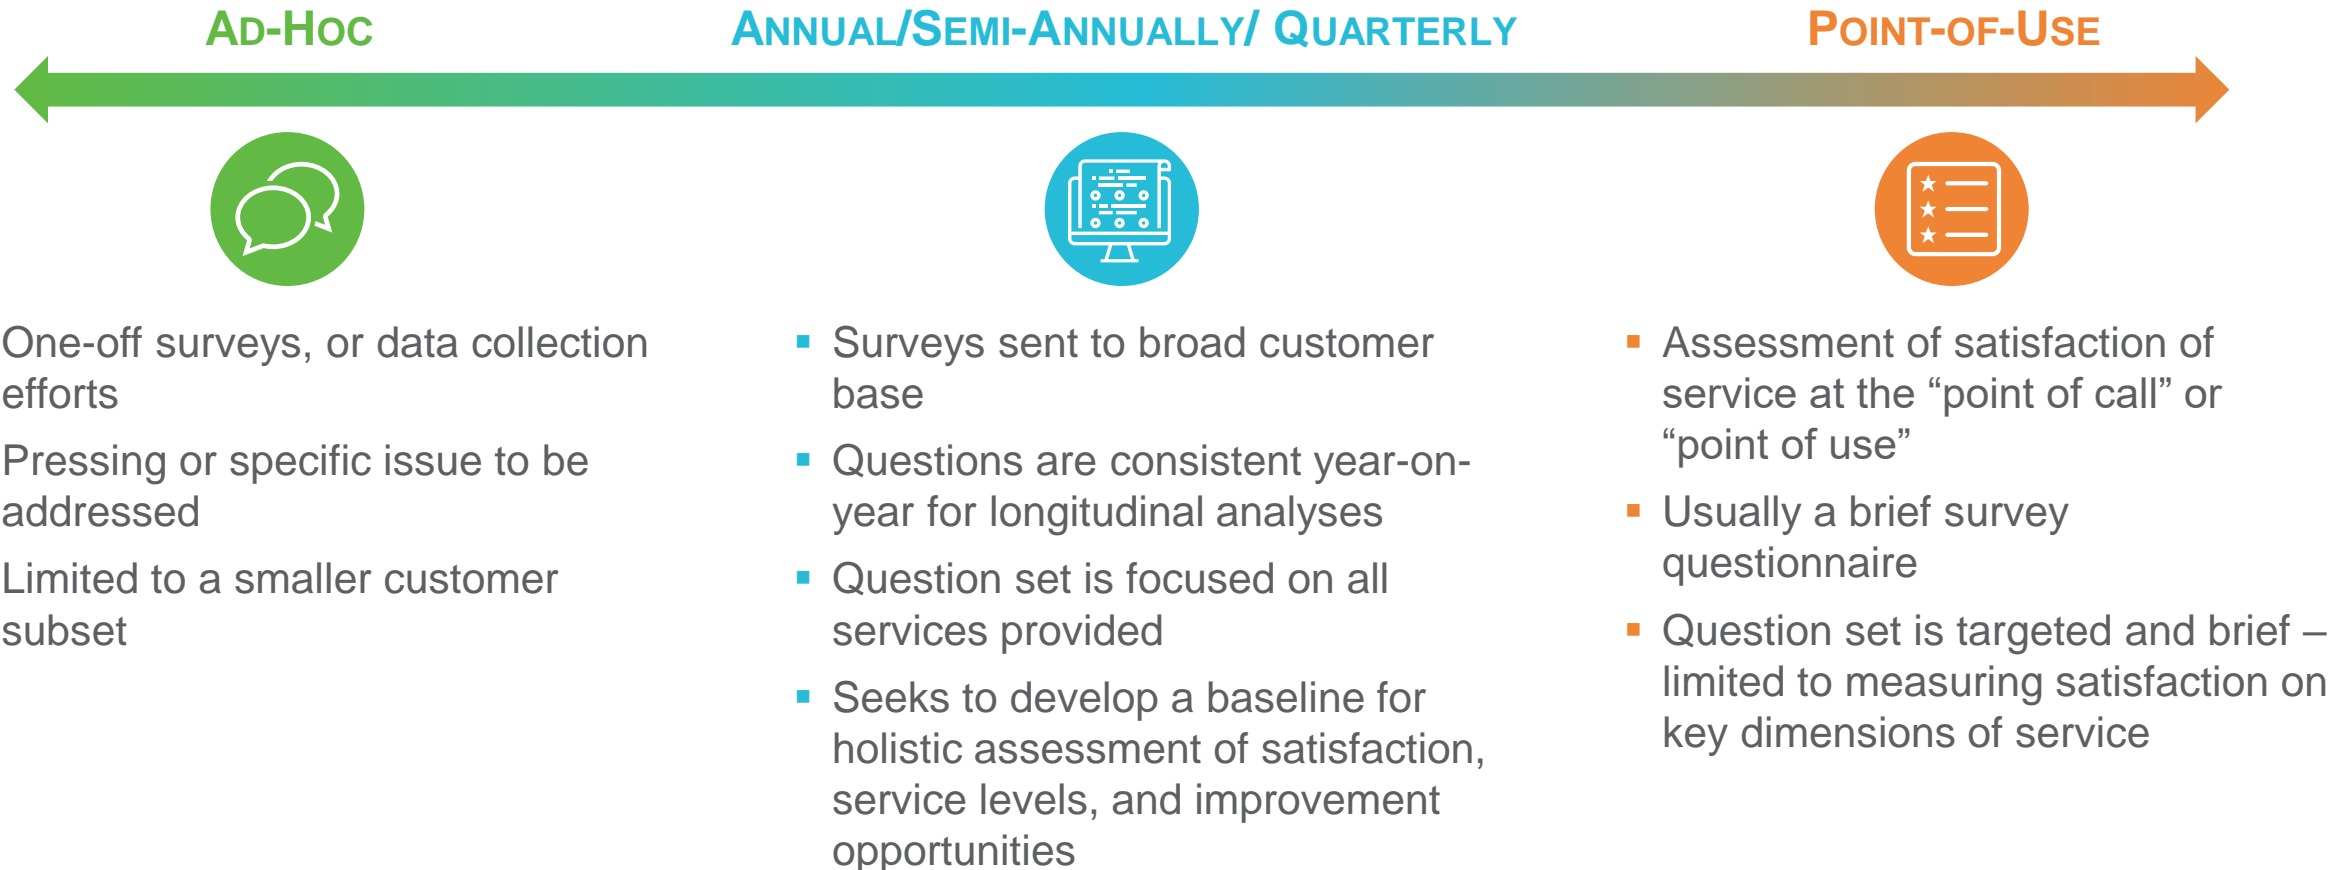 AD-HOC
ANNUAL/SEMI-ANNUALLY/ QUARTERLY
POINT-OF-USE
One-off surveys, or data collection
efforts
Pressing or specific issue to be
addressed
Limited to a smaller customer
subset
▪ Surveys sent to broad customer
base
▪ Questions are consistent year-on-
year for longitudinal analyses
▪ Question set is focused on all
services provided
▪ Seeks to develop a baseline for
holistic assessment of satisfaction,
service levels, and improvement
opportunities
▪ Assessment of satisfaction of
service at the “point of call” or
“point of use”
▪ Usually a brief survey
questionnaire
▪ Question set is targeted and brief –
limited to measuring satisfaction on
key dimensions of service